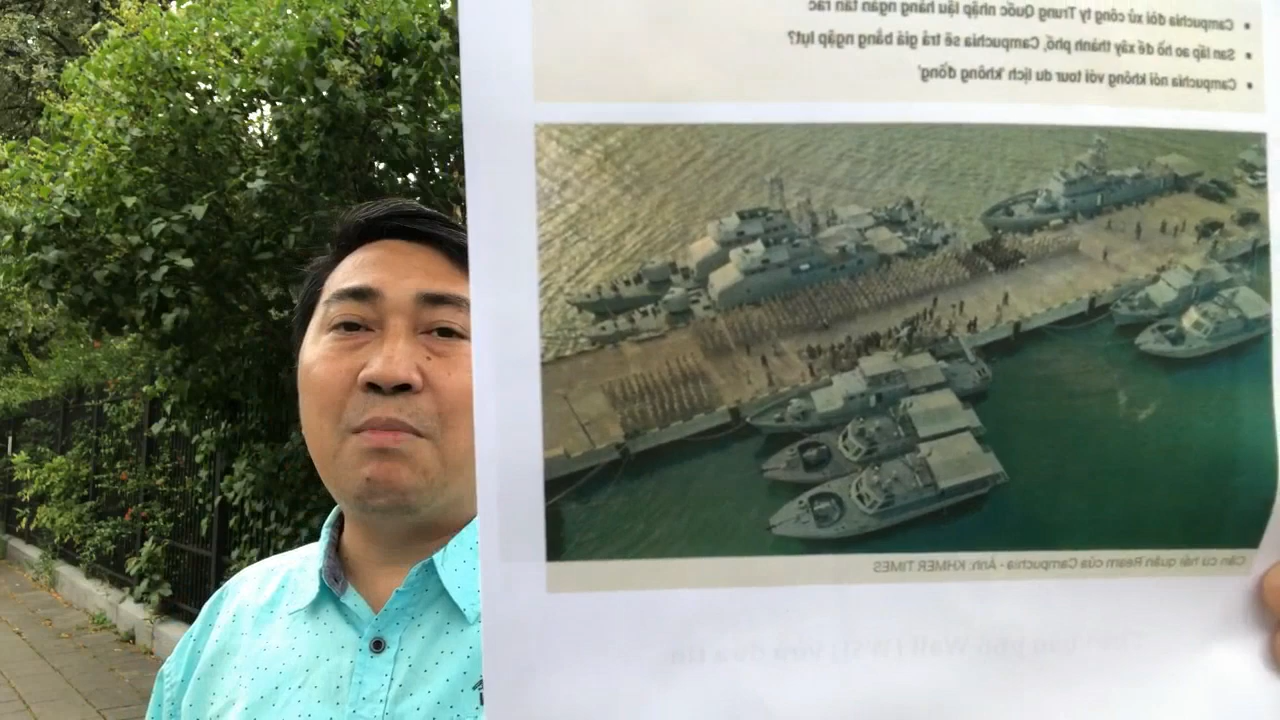 Campuchia đòi xử công ty Trung Quốc nhập lậu hàng ngàn tấn rác
San lấp ao hồ để xây thành phố, Campuchia sẽ trả giá bằng giá ngập lụt?
Campuchia nói không với tour du lịch 'không đồng'
Căn cứ hải quân Ream của Campuchia - Ảnh: KHMER TIMES